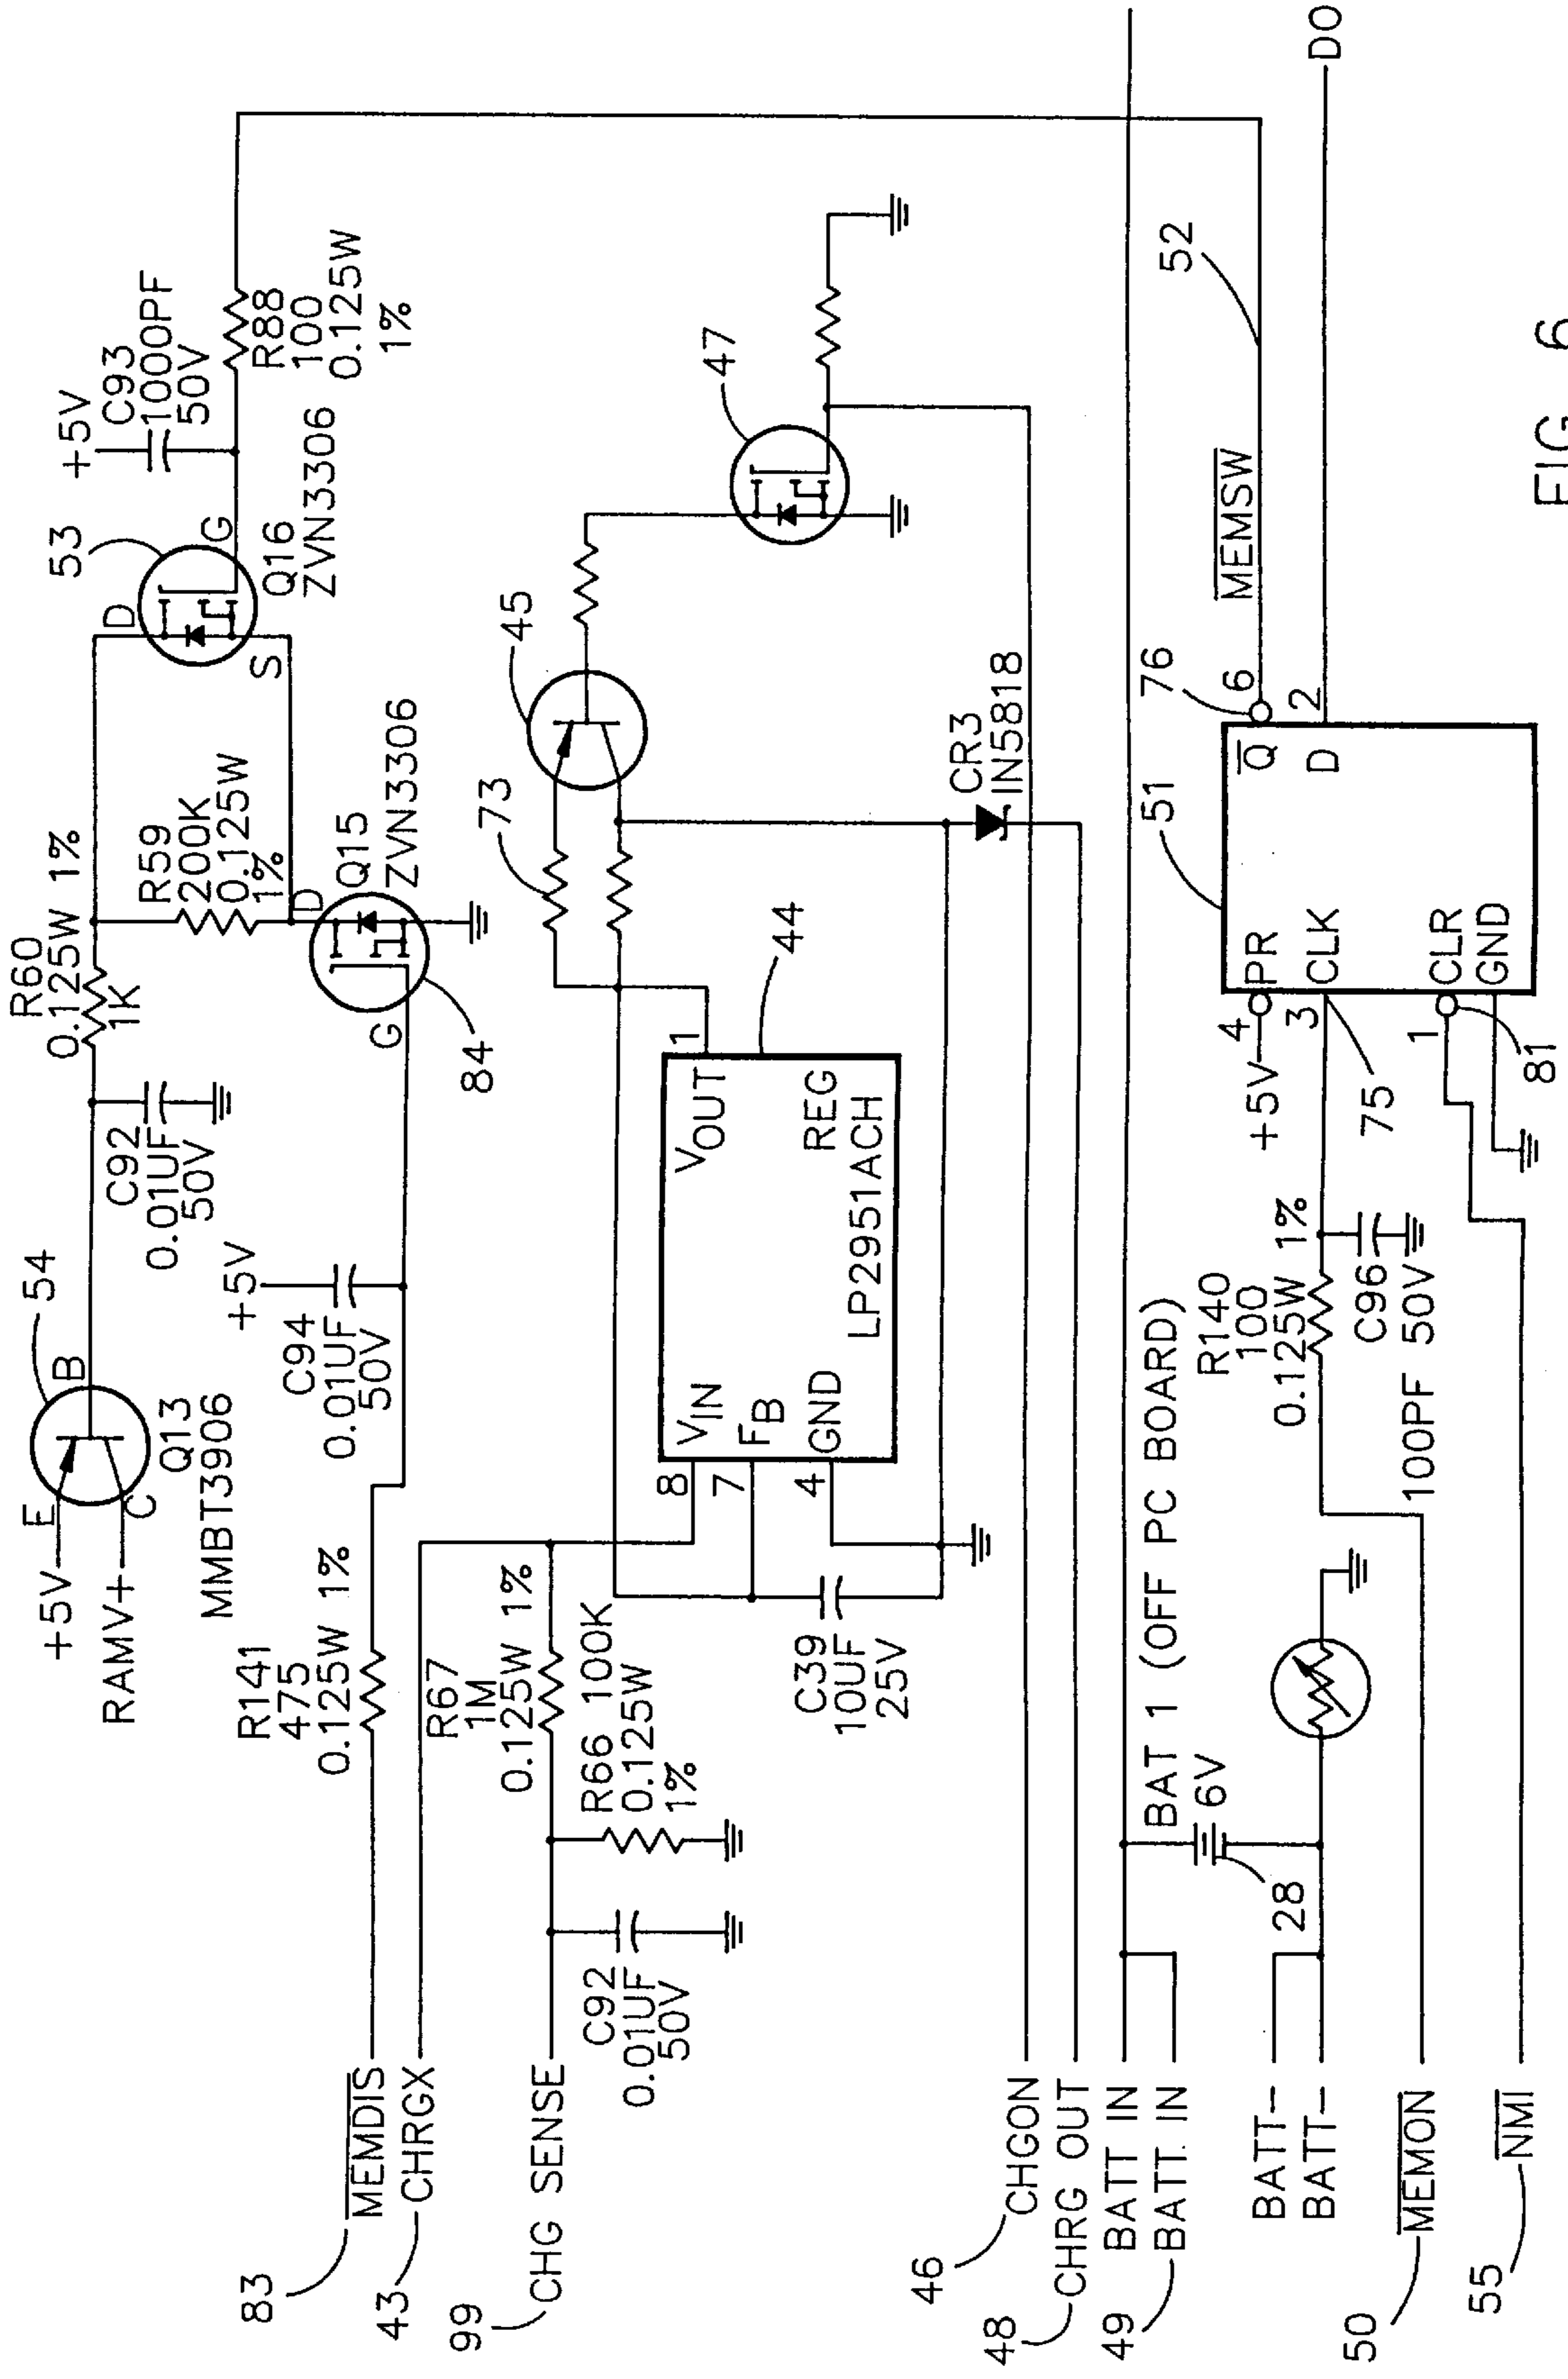 +5V
E
RAMV+
C
B
54
Q13
MMBT3906
C92
0.01UF
50V
R60
0.125W 1%
1K
R59
200K
0.125W
1%
D
53
G
S
Q16
ZVN3306
+5V
C93
1000PF
50V
R88
100
0.125W
1%
83
MEMDIS
R141
475
0.125W 1%
+5V
C94
0.01UF
50V
G
84
D
Q15
ZVN3306
43
CHRGX
99
CHG SENSE
R67
1M
0.125W 1%
R66 100K
0.125W
1%
C92
0.01UF
50V
8
7
4
VIN
FB
GND
VOUT
REG
LP2951ACH
1
44
C39
10UF
25V
73
45
47
CR3
IN5818
46
CHGON
48
CHRG OUT
BATT IN
49
BATT. IN
BAT 1 (OFF PC BOARD)
6V
28
BATT-
BATT-
50
MEMON
55
NMI
R140
100
0.125W 1%
C96
100PF 50V
+5V
4
3
75
1
81
PR
CLK
CLR
GND
Q
D
51
76
6
2
MEMSW
52
DO
FIG 6